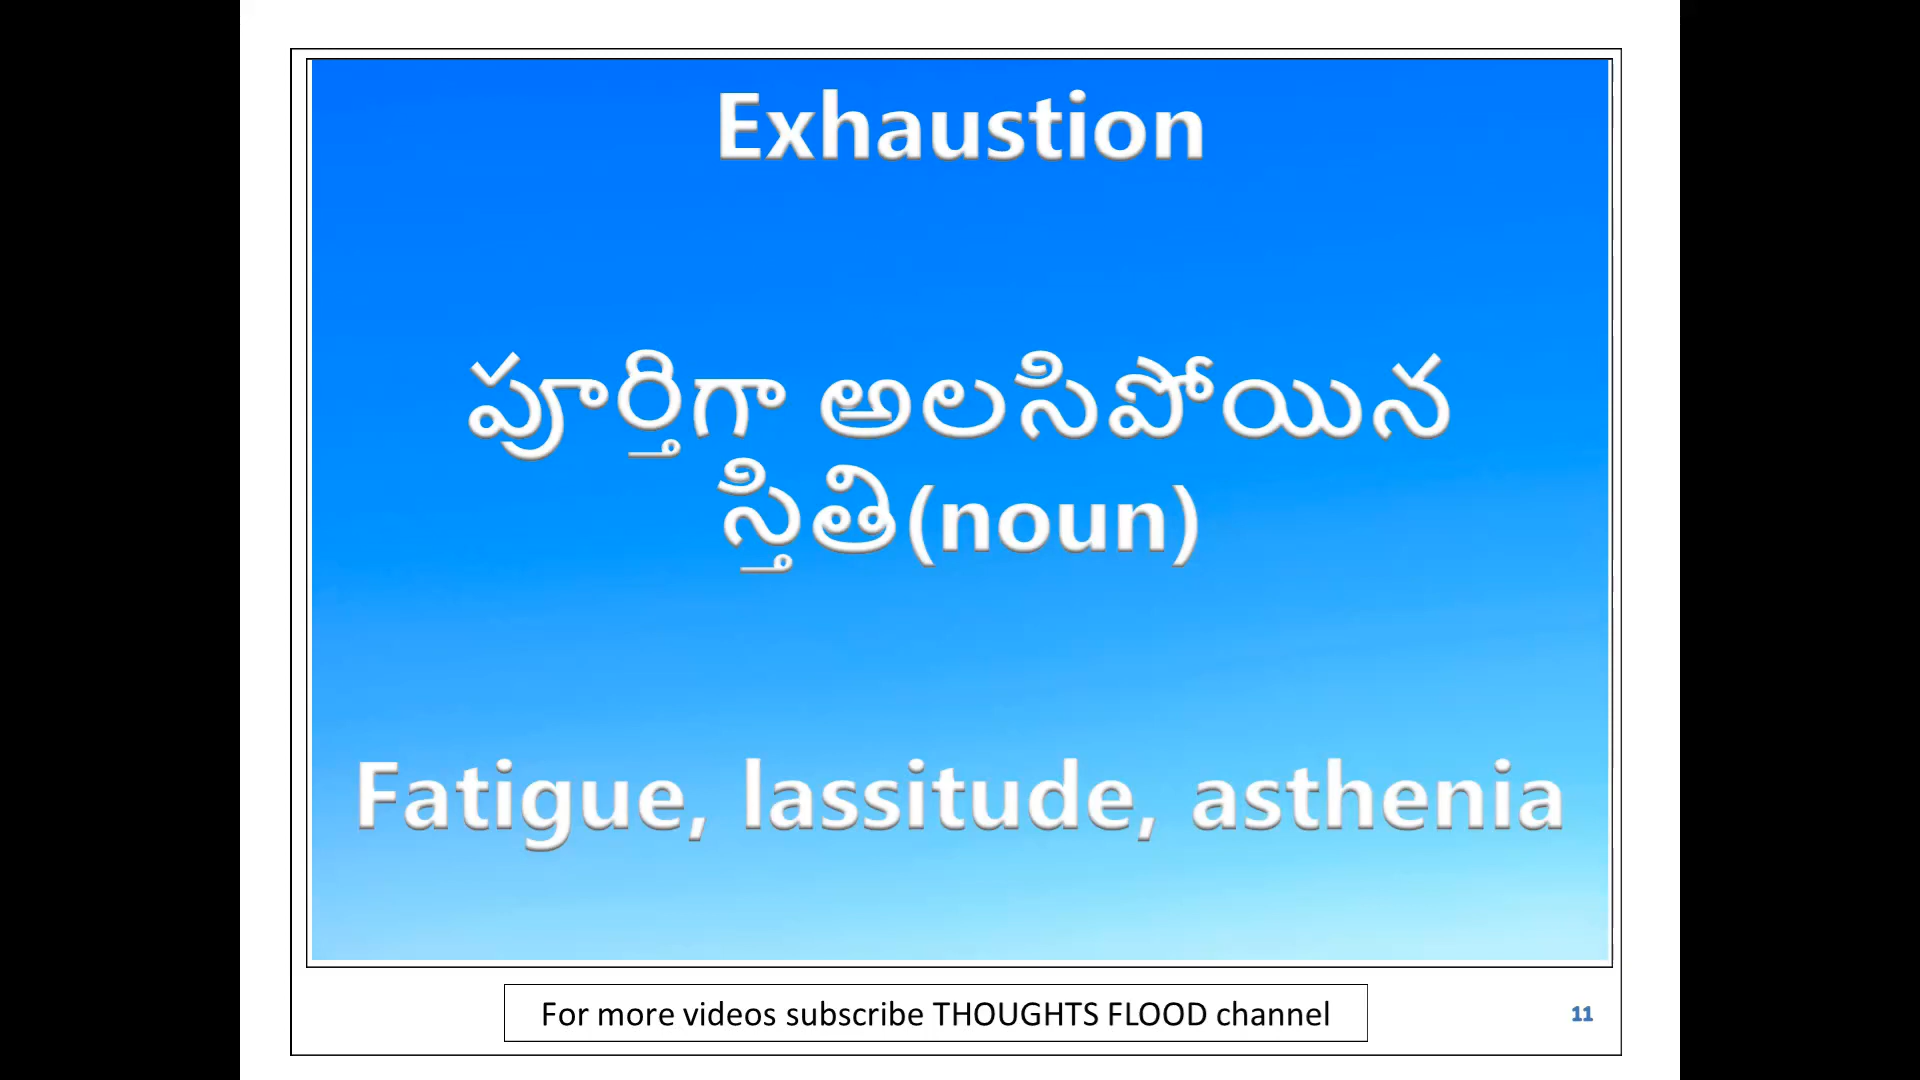 Exhaustion
పూర్తిగా అలసిపోయిన
స్తితి(noun)
Fatigue, lassitude, asthenia
For more videos subscribe THOUGHTS FLOOD channel
11